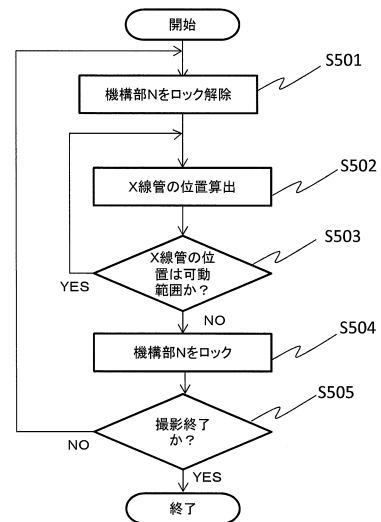 開始
機構部Nをロック解除
S501
X線管の位置算出
S502
X線管の位
置は可動
範囲か?
S503
YES
NO
機構部Nをロック
S504
撮影終了
か?
S505
NO
YES
終了